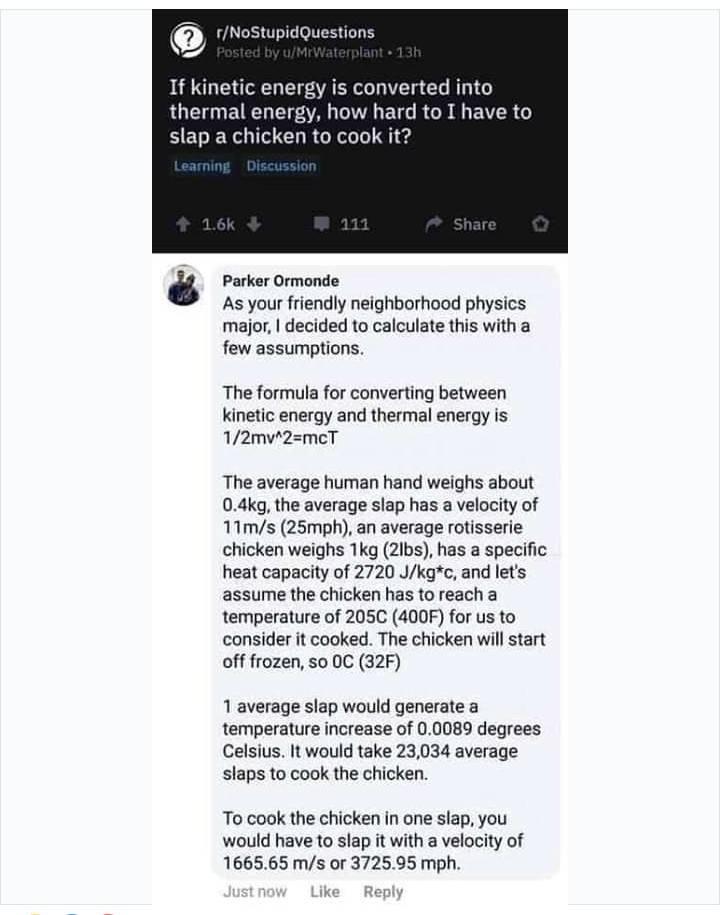 r/NoStupidQuestions
Posted by u/MrWaterplant • 13h
If kinetic energy is converted into
thermal energy, how hard to I have to
slap a chicken to cook it?
Learning Discussion
1.6k 111 Share
Parker Ormonde
As your friendly neighborhood physics
major, I decided to calculate this with a
few assumptions.
The formula for converting between
kinetic energy and thermal energy is
1/2mv^2=mcT
The average human hand weighs about
0.4kg, the average slap has a velocity of
11m/s (25mph), an average rotisserie
chicken weighs 1kg (2lbs), has a specific
heat capacity of 2720 J/kg*c, and let's
assume the chicken has to reach a
temperature of 205C (400F) for us to
consider it cooked. The chicken will start
off frozen, so 0C (32F)
1 average slap would generate a
temperature increase of 0.0089 degrees
Celsius. It would take 23,034 average
slaps to cook the chicken.
To cook the chicken in one slap, you
would have to slap it with a velocity of
1665.65 m/s or 3725.95 mph.
Just now Like Reply